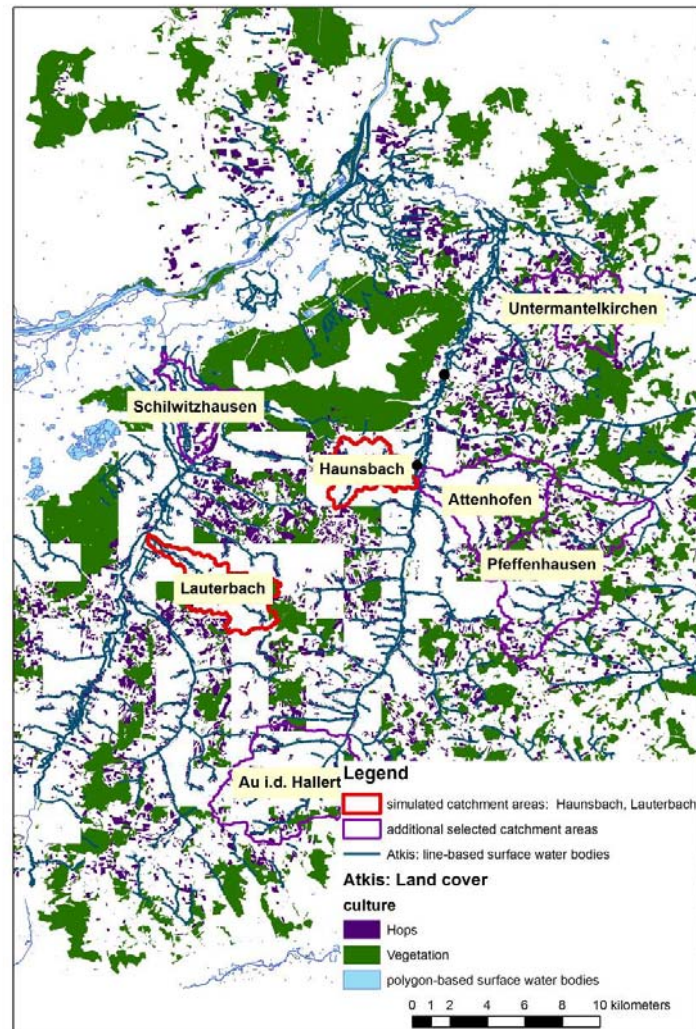 Untermantelkirchen
Schilwitzhausen
Haunsbach
Attenhofen
Pfeffenhausen
Lauterbach
Au i.d. Hallert
Legend
simulated catchment areas: Haunsbach, Lauterbach
additional selected catchment areas
Atkis: line-based surface water bodies
Atkis: Land cover
culture
Hops
Vegetation
polygon-based surface water bodies
0 1 2 4 6 8 10 kilometers